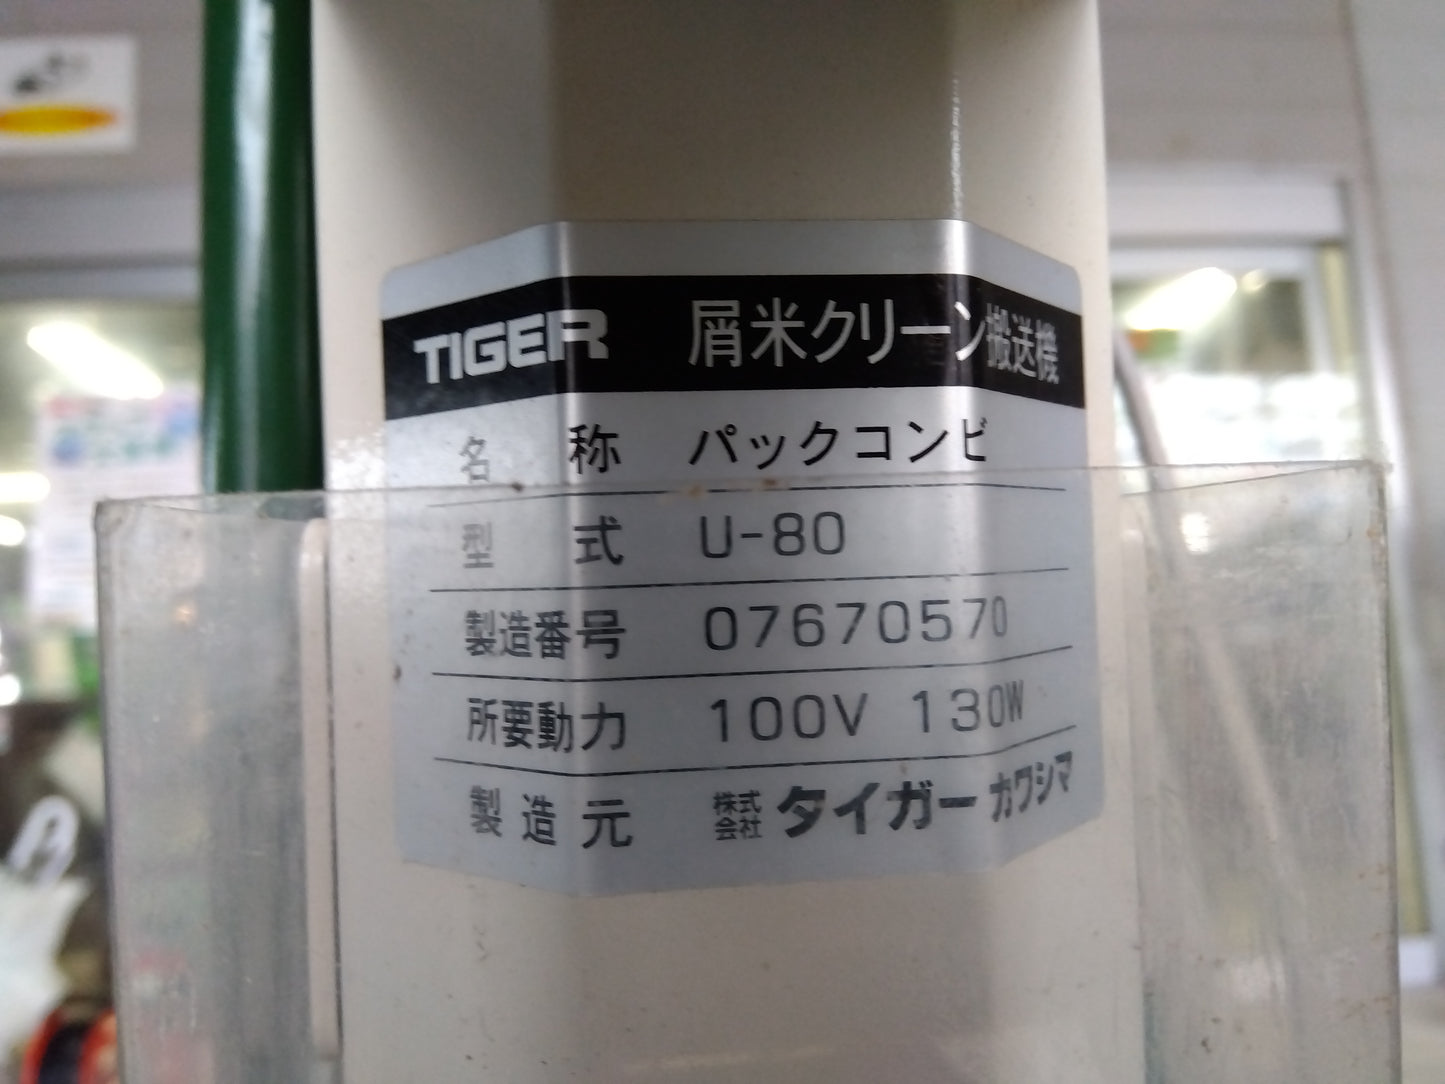 TIGER 屑米クリーン搬送機
名称 パックコンビ
型式 U-80
製造番号 07670570
所要動力 100V 130W
製造元 株式会社 タイガーカワシマ